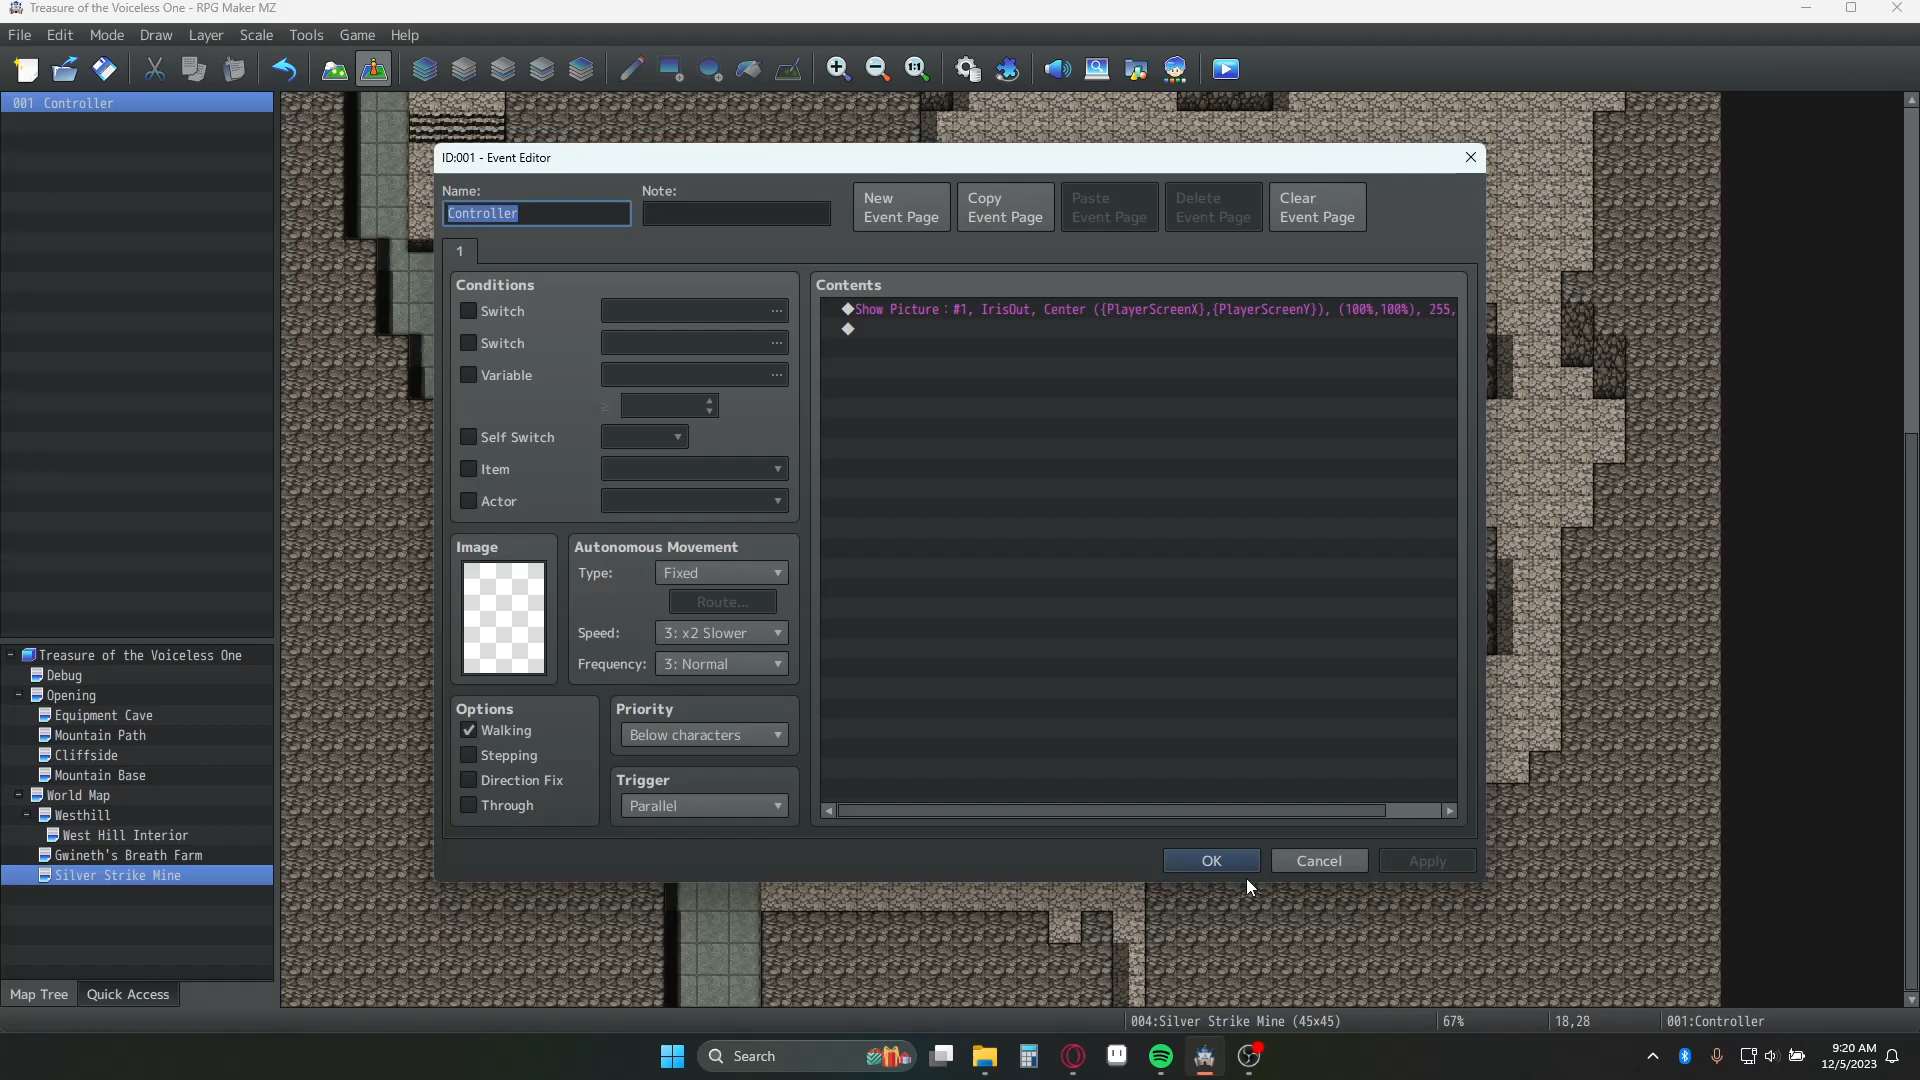 Treasure of the Voiceless One - RPG Maker MZ
File Edit Mode Draw Layer Scale Tools Game Help
1:1
001 Controller
ID:001 - Event Editor
Name:
Controller
Note:
New
Event Page
Copy
Event Page
Paste
Event Page
Delete
Event Page
Clear
Event Page
1
Conditions
Switch ...
Switch ...
Variable ...
≥
Self Switch
Item
Actor
Image
Autonomous Movement
Type: Fixed
Route...
Speed: 3: x2 Slower
Frequency: 3: Normal
Options
Walking
Stepping
Direction Fix
Through
Priority
Below characters
Trigger
Parallel
Contents
◆Show Picture : #1, IrisOut, Center ({PlayerScreenX},{PlayerScreenY}), (100%,100%), 255,
◆
OK Cancel Apply
Treasure of the Voiceless One
Debug
Opening
Equipment Cave
Mountain Path
Cliffside
Mountain Base
World Map
Westhill
West Hill Interior
Gwineth's Breath Farm
Silver Strike Mine
Map Tree Quick Access
004:Silver Strike Mine (45x45) 67% 18,28 001:Controller
Search
9:20 AM
12/5/2023